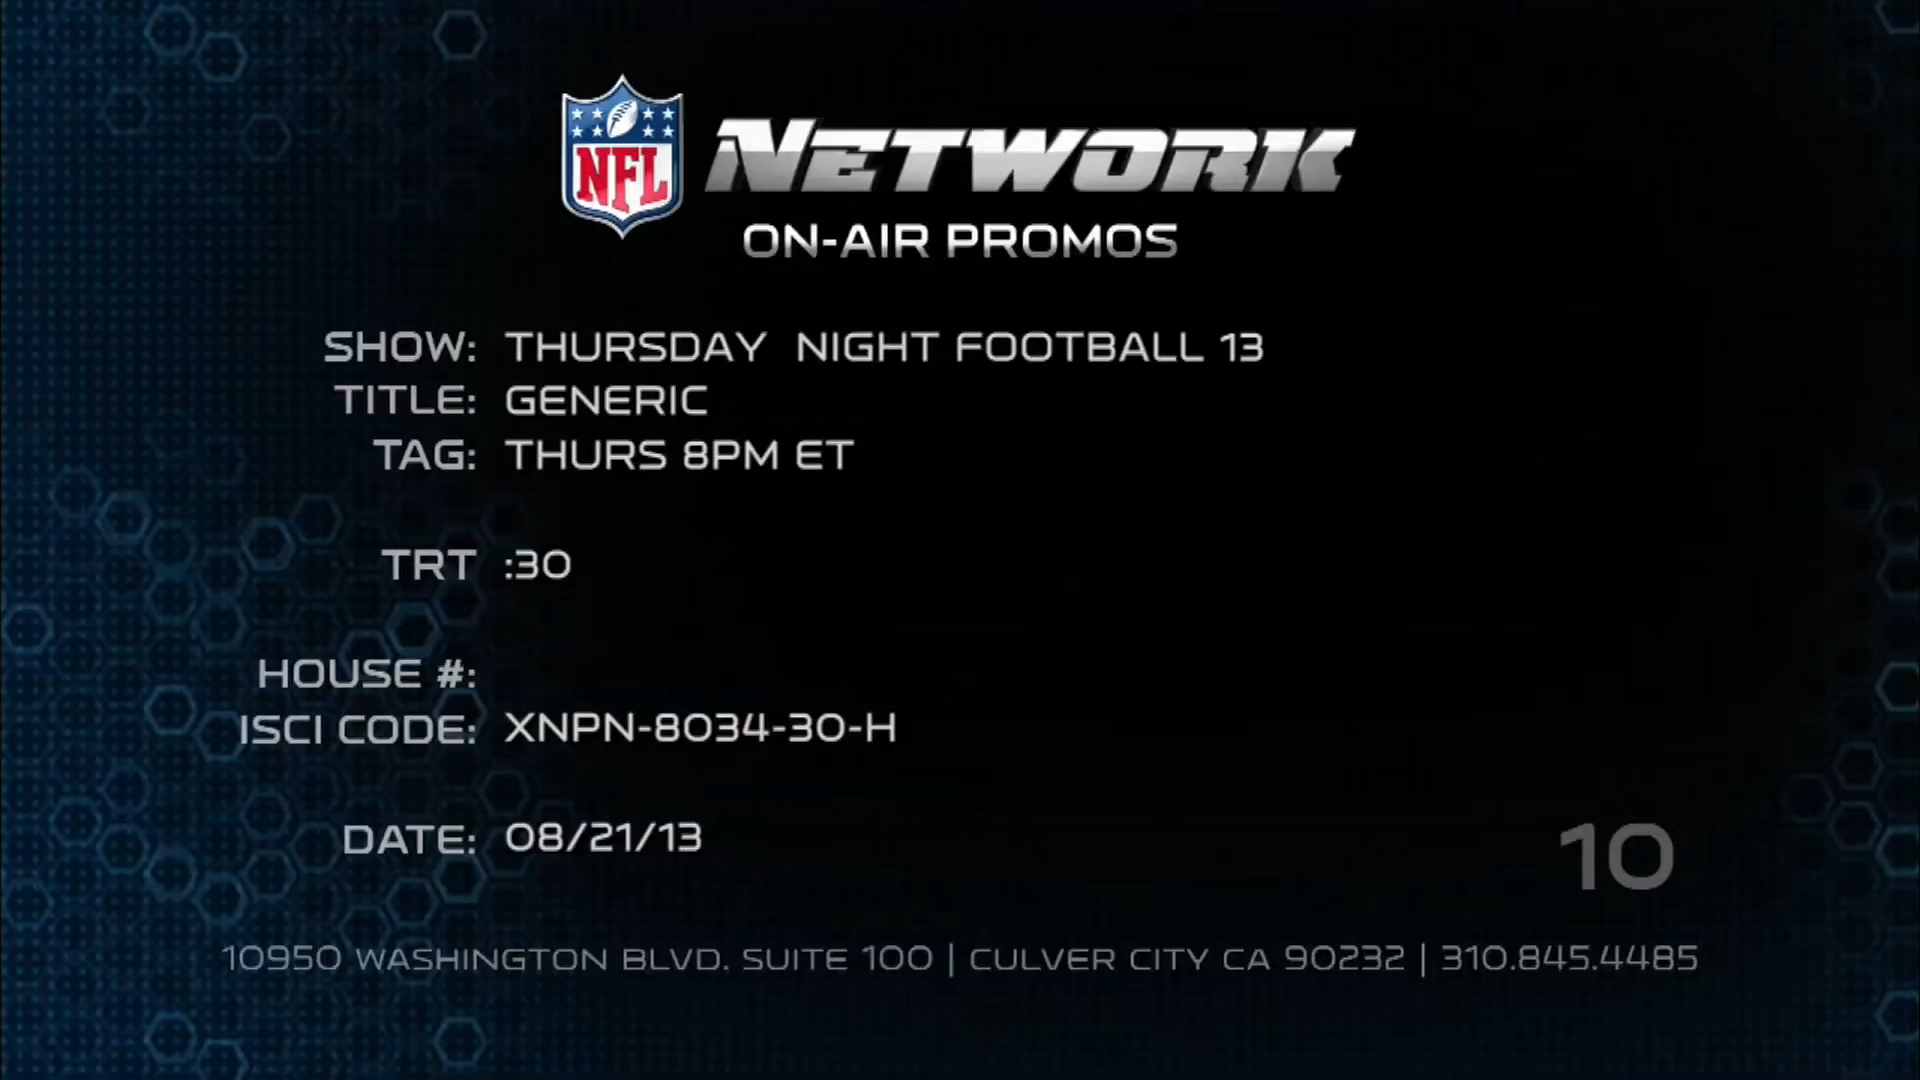 NFL NETWORK
ON-AIR PROMOS
SHOW: THURSDAY NIGHT FOOTBALL 13
TITLE: GENERIC
TAG: THURS 8PM ET
TRT :30
HOUSE #:
ISCI CODE: XNPN-8034-30-H
DATE: 08/21/13
10
10950 WASHINGTON BLVD. SUITE 100 | CULVER CITY CA 90232 | 310.845.4485